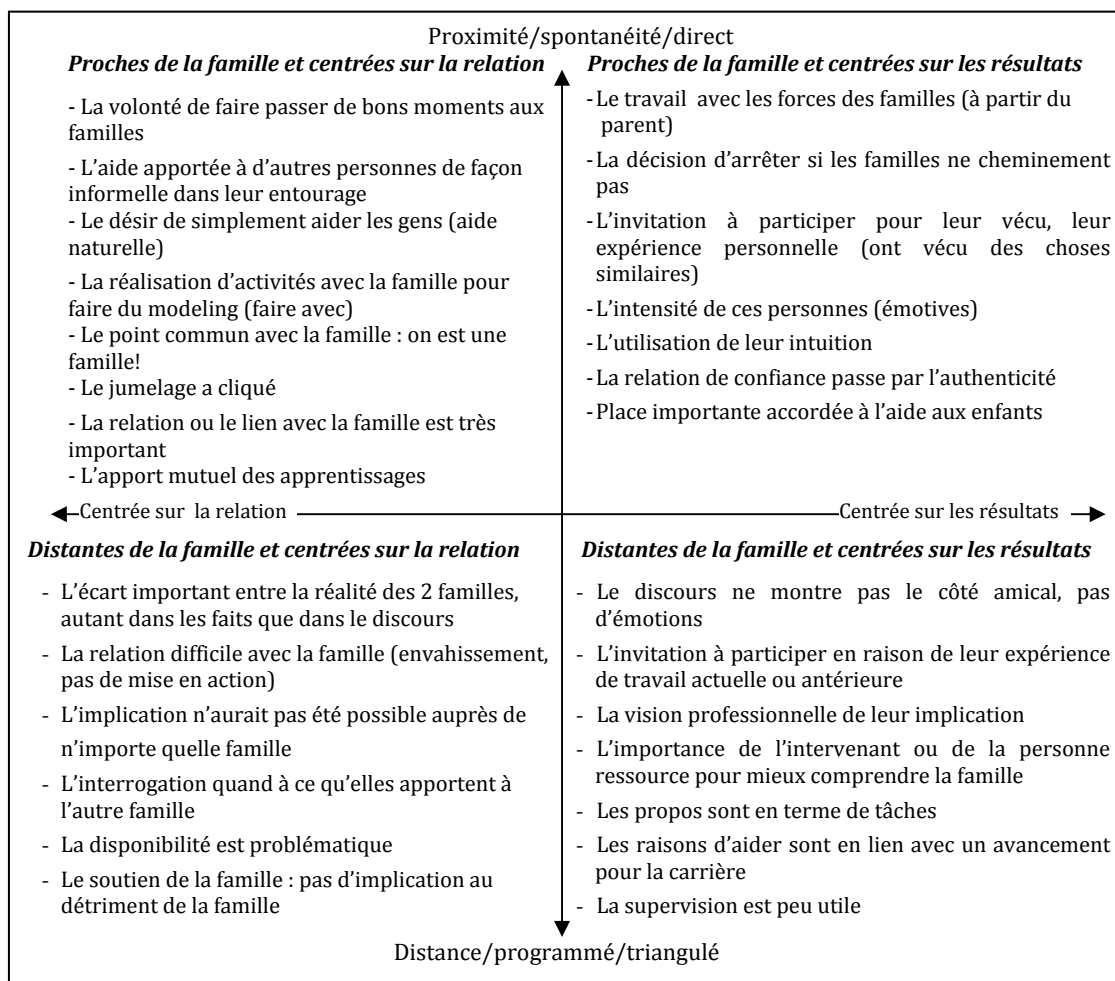 Proximité/spontanéité/direct
Proches de la famille et centrées sur la relation
- La volonté de faire passer de bons moments aux
familles
- L'aide apportée à d'autres personnes de façon
informelle dans leur entourage
- Le désir de simplement aider les gens (aide
naturelle)
- La réalisation d'activités avec la famille pour
faire du modeling (faire avec)
- Le point commun avec la famille : on est une
famille!
- Le jumelage a cliqué
- La relation ou le lien avec la famille est très
important
- L'apport mutuel des apprentissages
Proches de la famille et centrées sur les résultats
- Le travail avec les forces des familles (à partir du
parent)
- La décision d'arrêter si les familles ne cheminement
pas
- L'invitation à participer pour leur vécu, leur
expérience personnelle (ont vécu des choses
similaires)
- L'intensité de ces personnes (émotives)
- L'utilisation de leur intuition
- La relation de confiance passe par l'authenticité
- Place importante accordée à l'aide aux enfants
Centrée sur la relation
Centrée sur les résultats
Distantes de la famille et centrées sur la relation
- L'écart important entre la réalité des 2 familles,
autant dans les faits que dans le discours
- La relation difficile avec la famille (envahissement,
pas de mise en action)
- L'implication n'aurait pas été possible auprès de
n'importe quelle famille
- L'interrogation quand à ce qu'elles apportent à
l'autre famille
- La disponibilité est problématique
- Le soutien de la famille : pas d'implication au
détriment de la famille
Distantes de la famille et centrées sur les résultats
- Le discours ne montre pas le côté amical, pas
d'émotions
- L'invitation à participer en raison de leur expérience
de travail actuelle ou antérieure
- La vision professionnelle de leur implication
- L'importance de l'intervenant ou de la personne
ressource pour mieux comprendre la famille
- Les propos sont en terme de tâches
- Les raisons d'aider sont en lien avec un avancement
pour la carrière
- La supervision est peu utile
Distance/programmé/triangulé